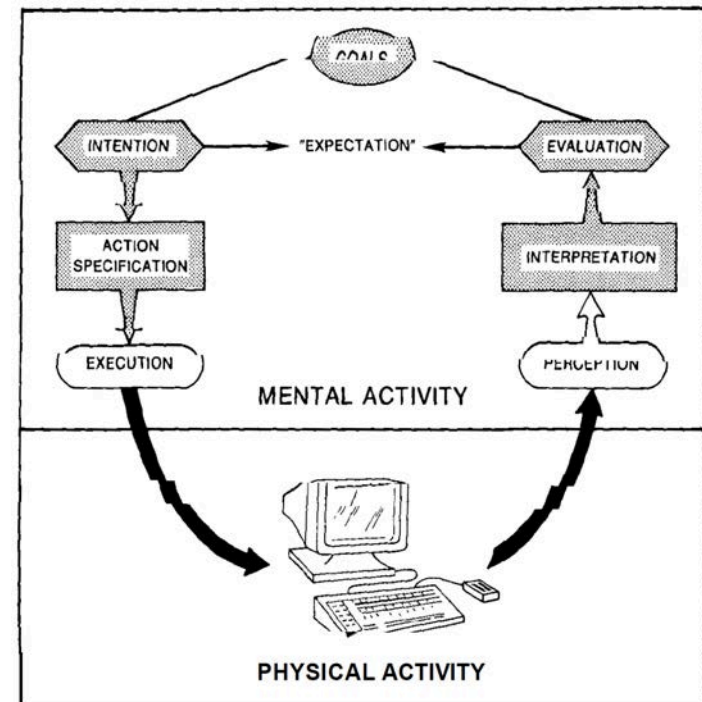 GOALS
INTENTION
"EXPECTATION"
EVALUATION
ACTION
SPECIFICATION
INTERPRETATION
EXECUTION
PERCEPTION
MENTAL ACTIVITY
PHYSICAL ACTIVITY